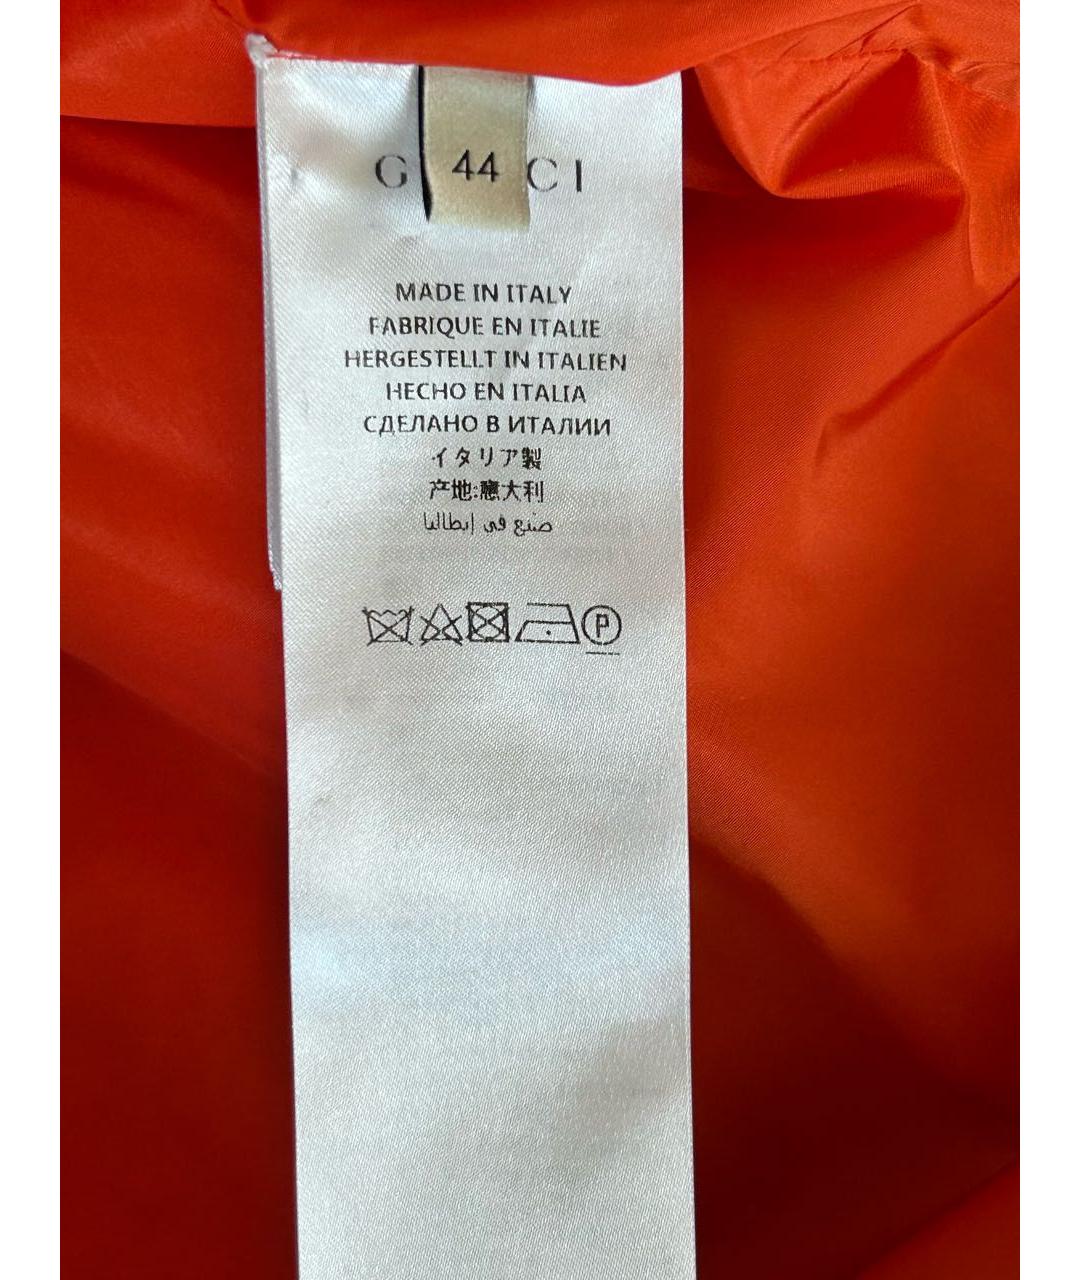 G CI
44
MADE IN ITALY
FABRIQUE EN ITALIE
HERGESTELLT IN ITALIEN
HECHO EN ITALIA
СДЕЛАНО В ИТАЛИИ
イタリア製
产地:意大利
صنع في إيطاليا
P